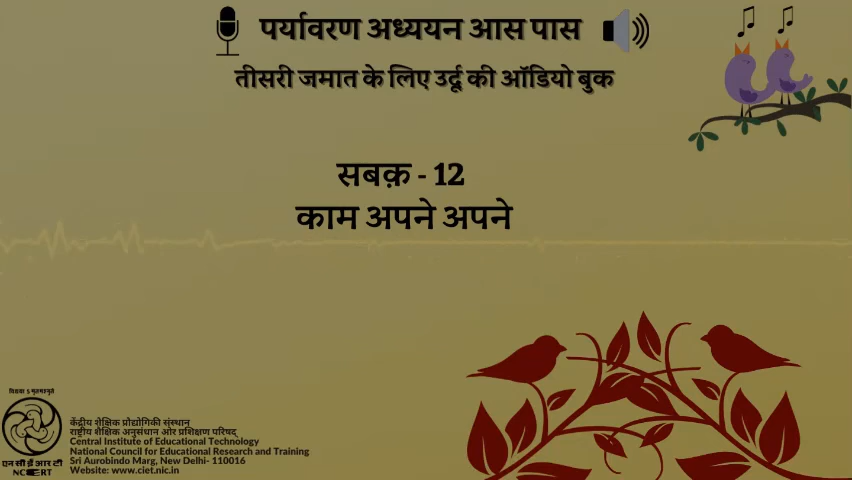 पर्यावरण अध्ययन आस पास
तीसरी जमात के लिए उर्दू की ऑडियो बुक
सबक़ - 12
काम अपने अपने
विद्यया ऽ मृतमश्नुते
एन सी ई आर टी
NCERT
केंद्रीय शैक्षिक प्रौद्योगिकी संस्थान
राष्ट्रीय शैक्षिक अनुसंधान और प्रशिक्षण परिषद्
Central Institute of Educational Technology
National Council for Educational Research and Training
Sri Aurobindo Marg, New Delhi- 110016
Website: www.ciet.nic.in